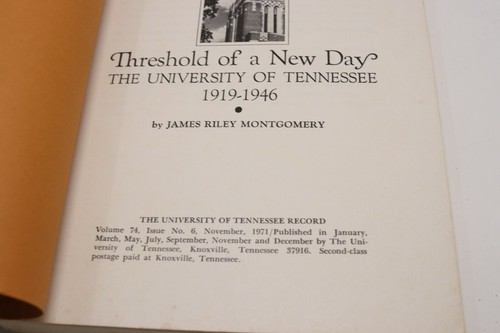 Threshold of a New Day
THE UNIVERSITY OF TENNESSEE
1919-1946
by JAMES RILEY MONTGOMERY
THE UNIVERSITY OF TENNESSEE RECORD
Volume 74, Issue No. 6, November, 1971/Published in January,
March, May, July, September, November and December by The Uni-
versity of Tennessee, Knoxville, Tennessee 37916. Second-class
postage paid at Knoxville, Tennessee.